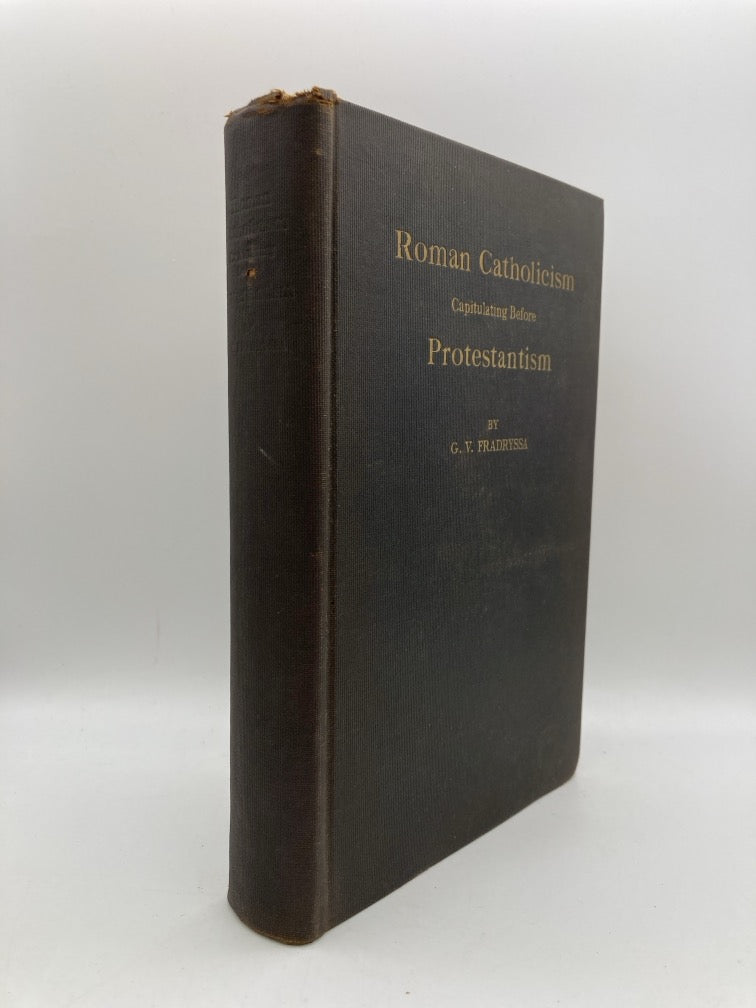 Roman Catholicism
Capitulating Before
Protestantism
BY
G. V. FRADRYSSA